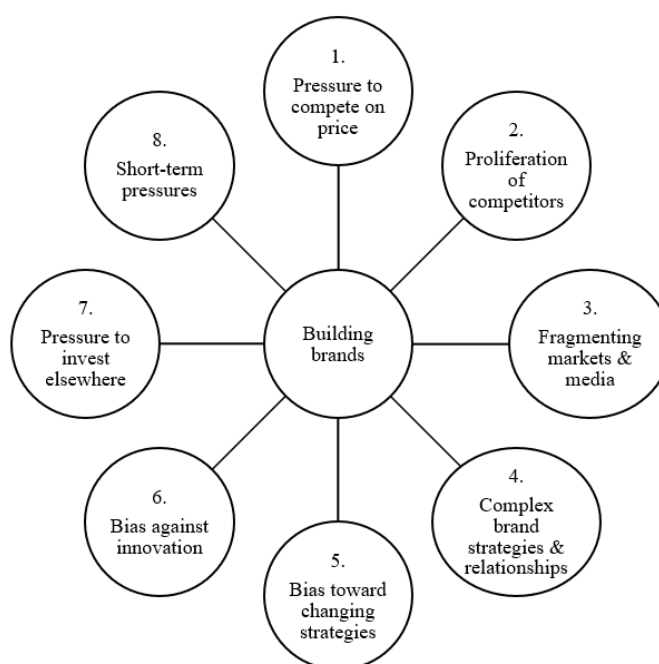 1.
Pressure to
compete on
price
2.
Proliferation
of
competitors
3.
Fragmenting
markets &
media
4.
Complex
brand
strategies &
relationships
5.
Bias toward
changing
strategies
6.
Bias against
innovation
7.
Pressure to
invest
elsewhere
8.
Short-term
pressures
Building
brands